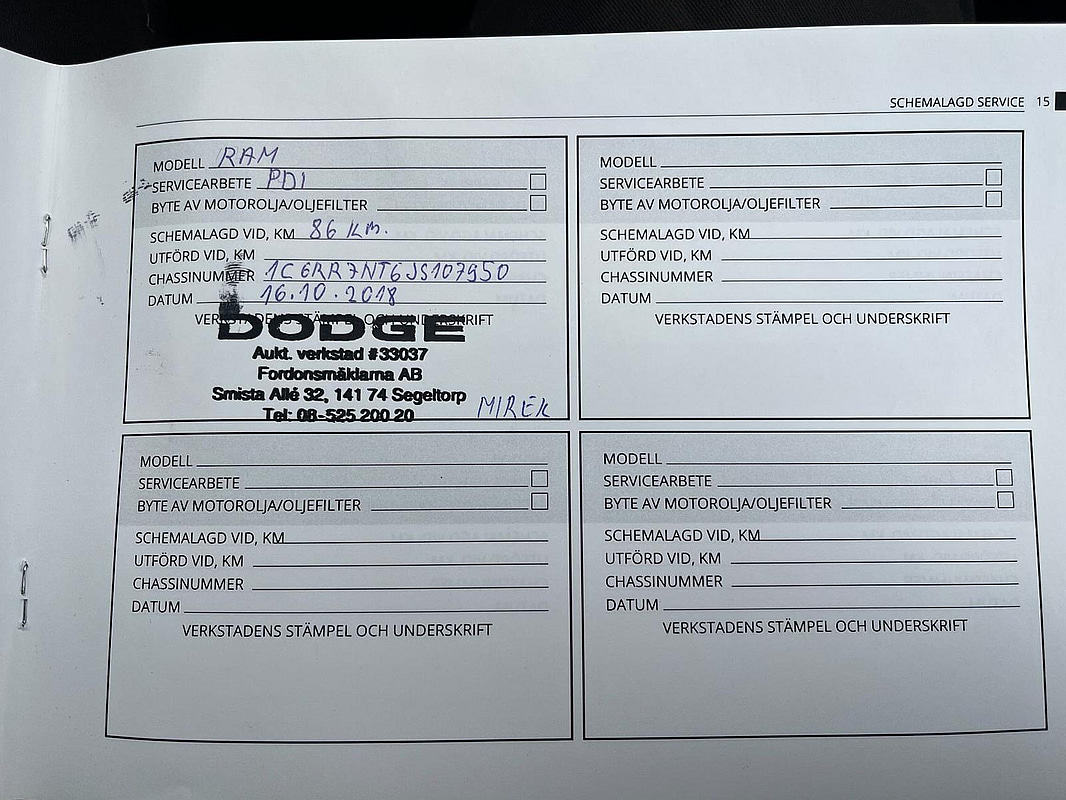 SCHEMALAGD SERVICE 15
MODELL RAM
SERVICEARBETE PDI
BYTE AV MOTOROLJA/OLJEFILTER
SCHEMALAGD VID, KM 86 Km.
UTFÖRD VID, KM
CHASSINUMMER 1C6RR7NT6JS107950
DATUM 16.10.2018
VERKSTADENS STÄMPEL OCH UNDERSKRIFT
DODGE
Aukt. verkstad #33037
Fordonsmäklarna AB
Smista Allé 32, 141 74 Segeltorp
Tel: 08-525 200 20
MIREK
MODELL
SERVICEARBETE
BYTE AV MOTOROLJA/OLJEFILTER
SCHEMALAGD VID, KM
UTFÖRD VID, KM
CHASSINUMMER
DATUM
VERKSTADENS STÄMPEL OCH UNDERSKRIFT
MODELL
SERVICEARBETE
BYTE AV MOTOROLJA/OLJEFILTER
SCHEMALAGD VID, KM
UTFÖRD VID, KM
CHASSINUMMER
DATUM
VERKSTADENS STÄMPEL OCH UNDERSKRIFT
MODELL
SERVICEARBETE
BYTE AV MOTOROLJA/OLJEFILTER
SCHEMALAGD VID, KM
UTFÖRD VID, KM
CHASSINUMMER
DATUM
VERKSTADENS STÄMPEL OCH UNDERSKRIFT